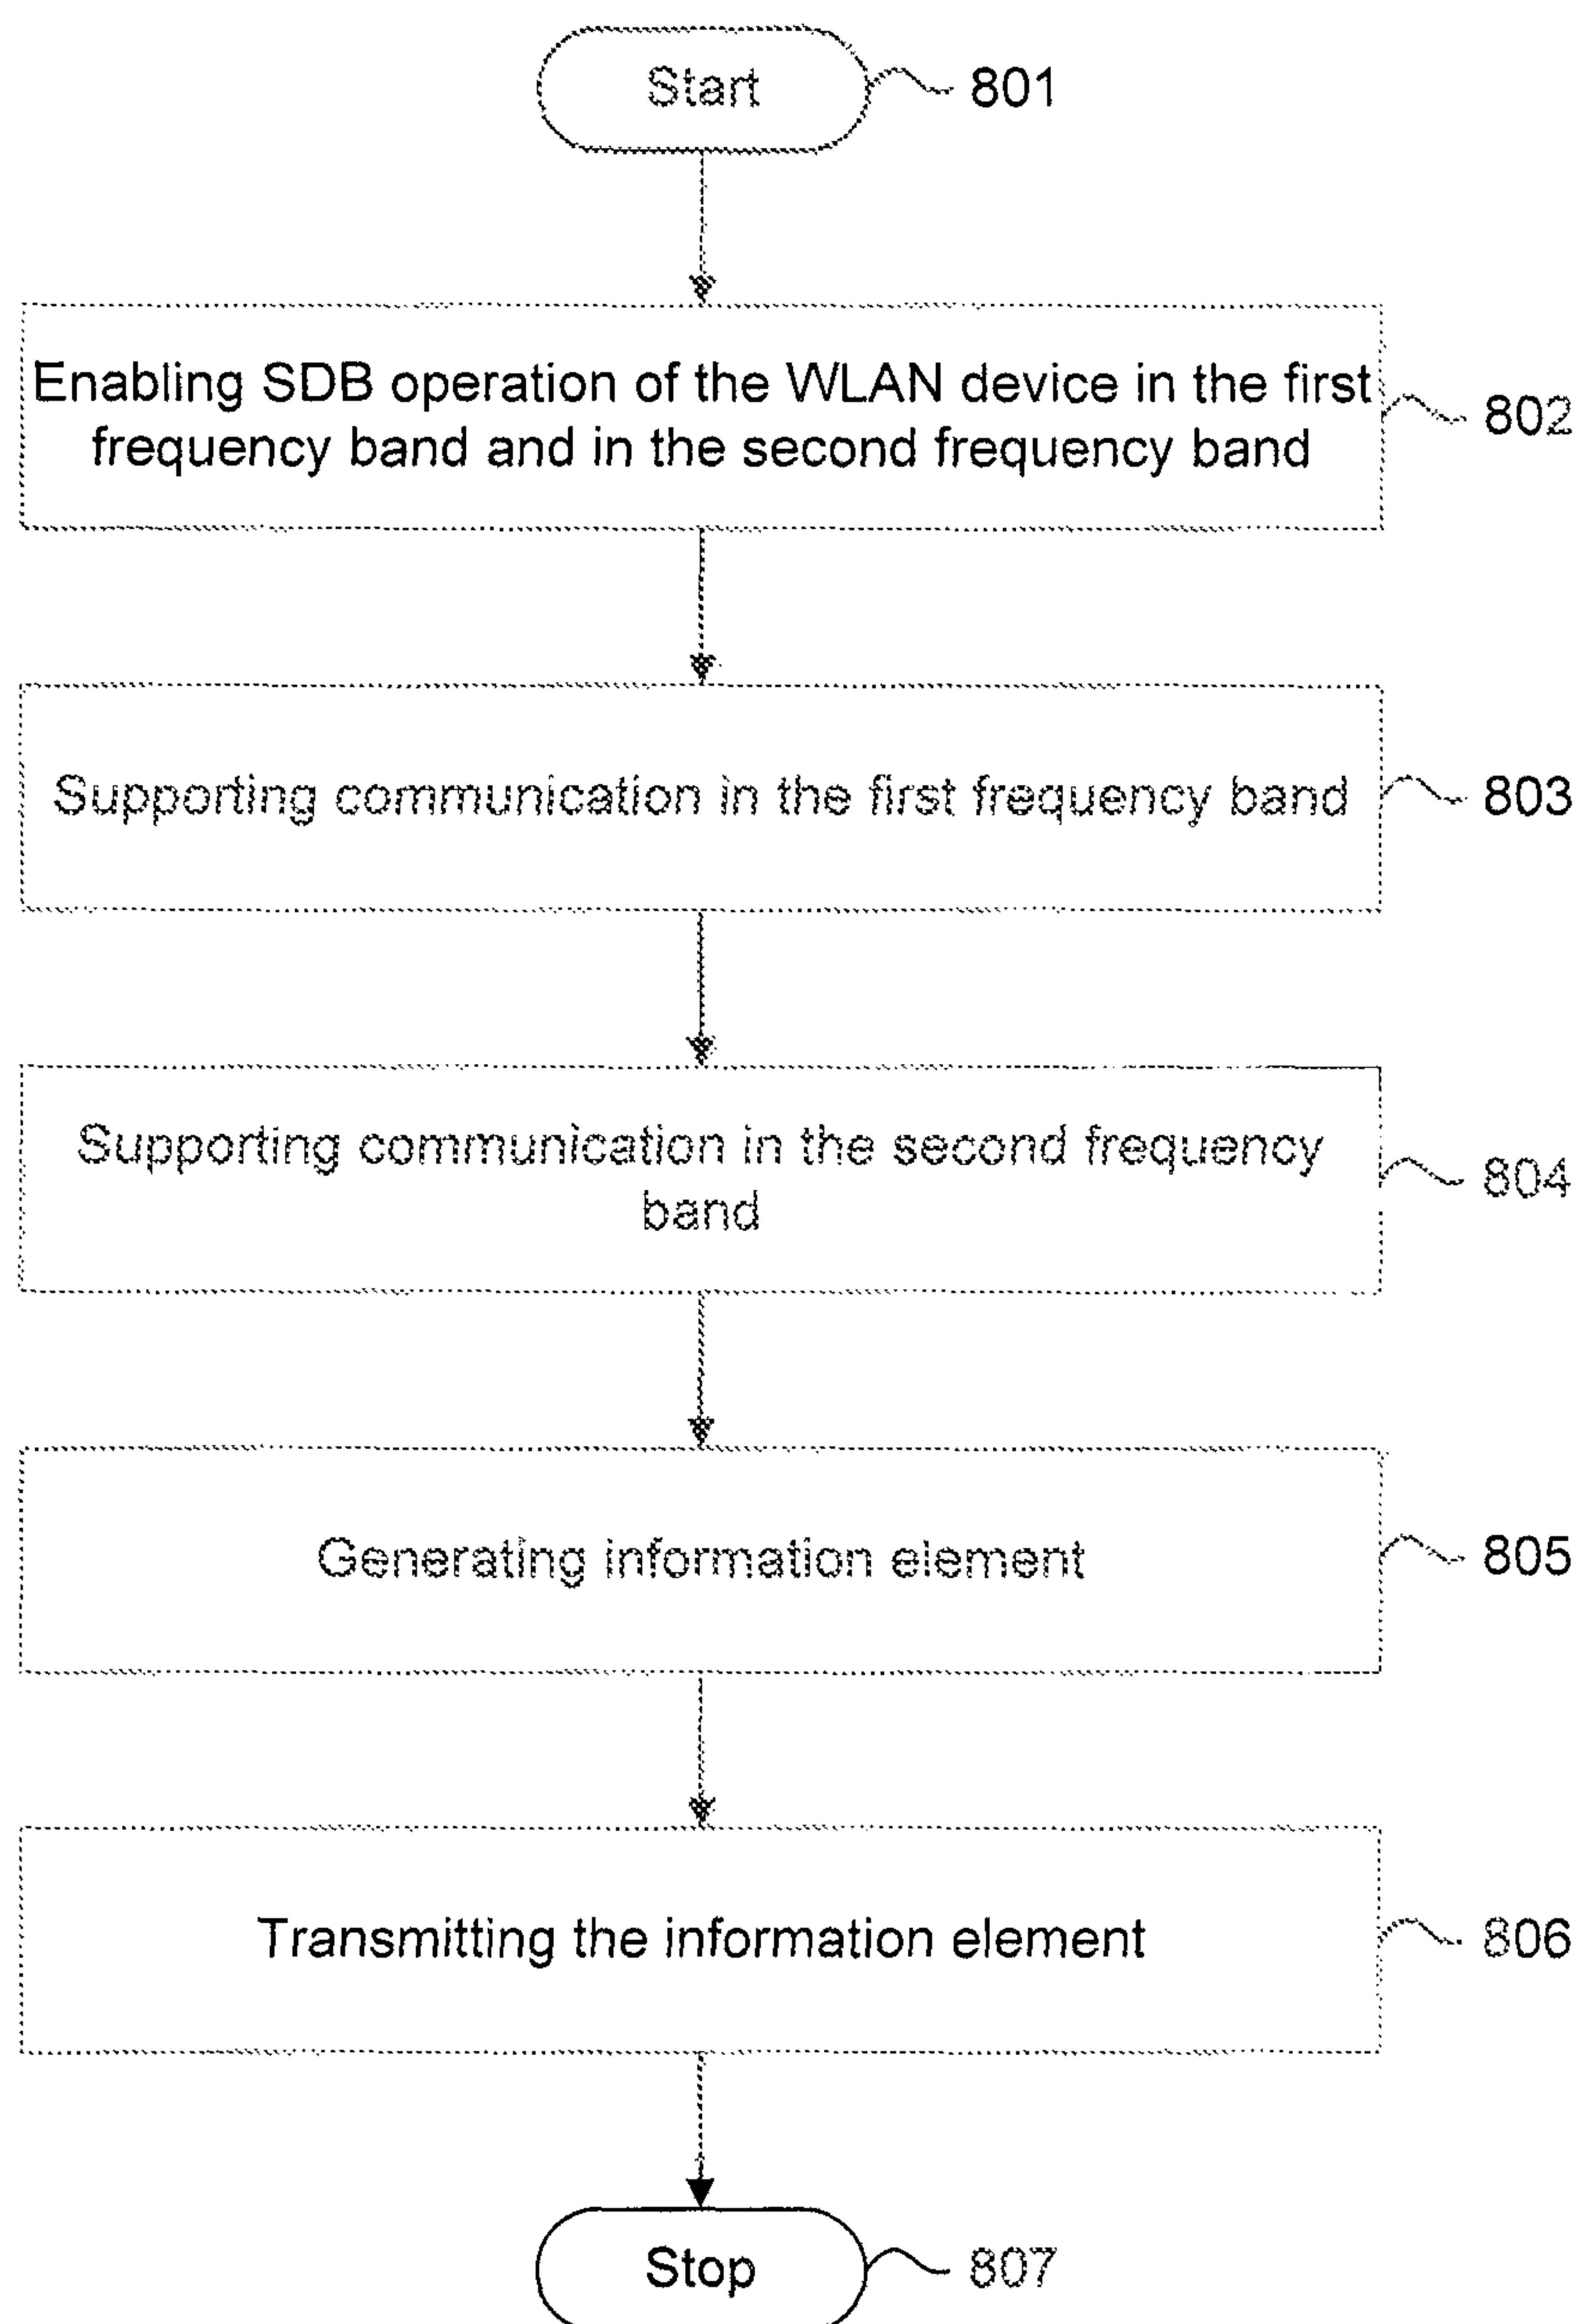 Start
801
Enabling SDB operation of the WLAN device in the first
frequency band and in the second frequency band
802
Supporting communication in the first frequency band
803
Supporting communication in the second frequency
band
804
Generating information element
805
Transmitting the information element
806
Stop
807